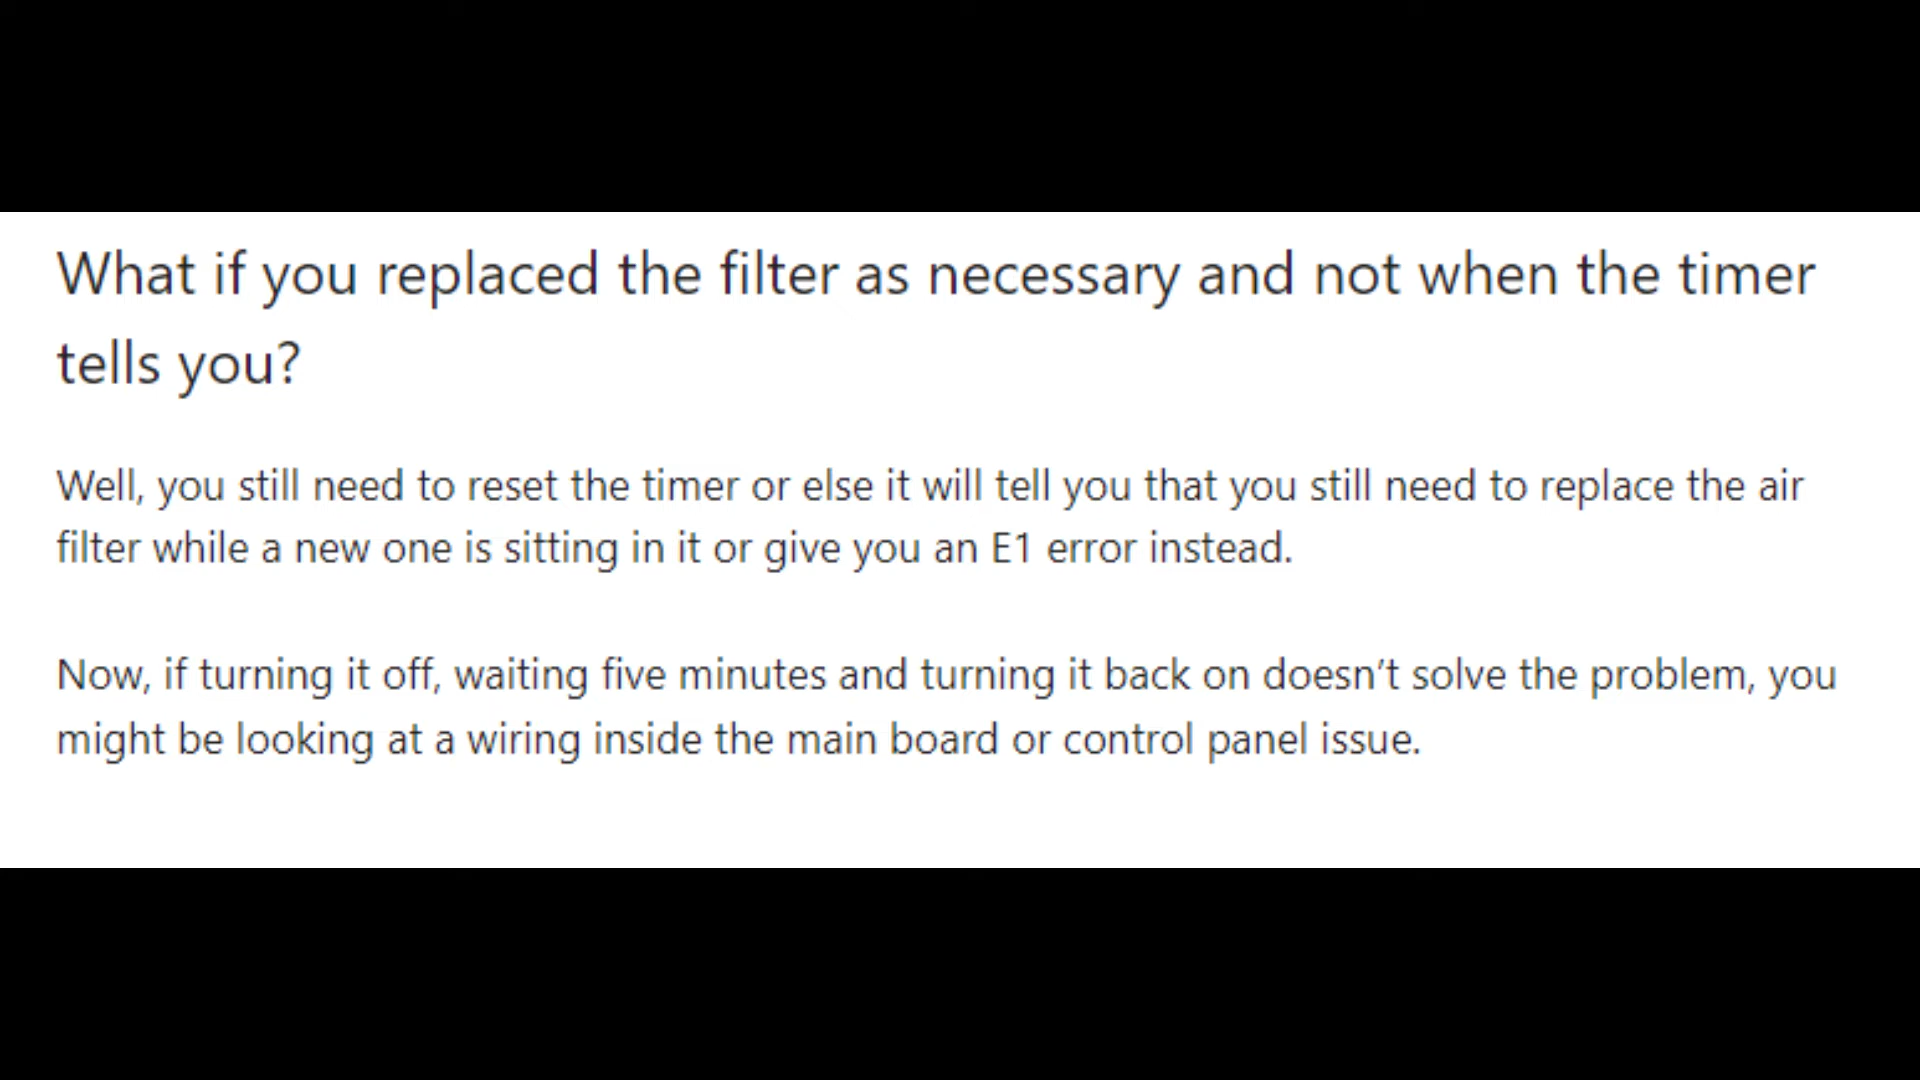 What if you replaced the filter as necessary and not when the timer
tells you?
Well, you still need to reset the timer or else it will tell you that you still need to replace the air
filter while a new one is sitting in it or give you an E1 error instead.
Now, if turning it off, waiting five minutes and turning it back on doesn’t solve the problem, you
might be looking at a wiring inside the main board or control panel issue.